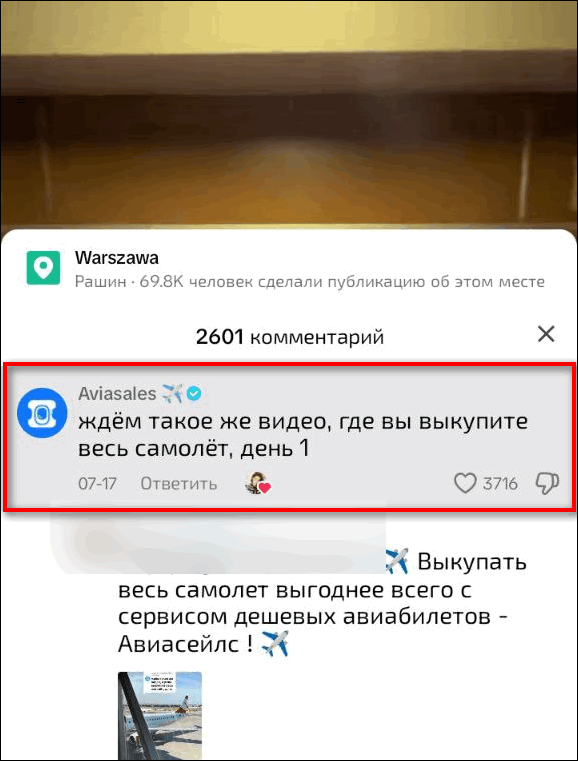 Warszawa
Рашин · 69.8K человек сделали публикацию об этом месте
2601 комментарий
Aviasales ✈️
ждём такое же видео, где вы выкупите
весь самолёт, день 1
07-17 Ответить 3716
✈️ Выкупать
весь самолет выгоднее всего с
сервисом дешевых авиабилетов -
Авиасейлс ! ✈️